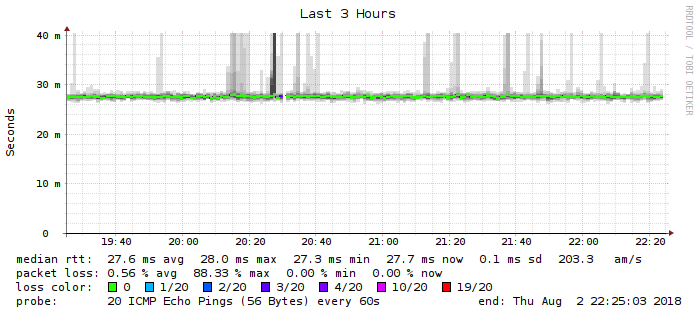 Last 3 Hours
RRDTOOL / TOBI OETIKER
Seconds
40 m
30 m
20 m
10 m
0
19:40 20:00 20:20 20:40 21:00 21:20 21:40 22:00 22:20
median rtt: 27.6 ms avg 28.0 ms max 27.3 ms min 27.7 ms now 0.1 ms sd 203.3 am/s
packet loss: 0.56 % avg 88.33 % max 0.00 % min 0.00 % now
loss color: 0 1/20 2/20 3/20 4/20 10/20 19/20
probe: 20 ICMP Echo Pings (56 Bytes) every 60s end: Thu Aug 2 22:25:03 2018